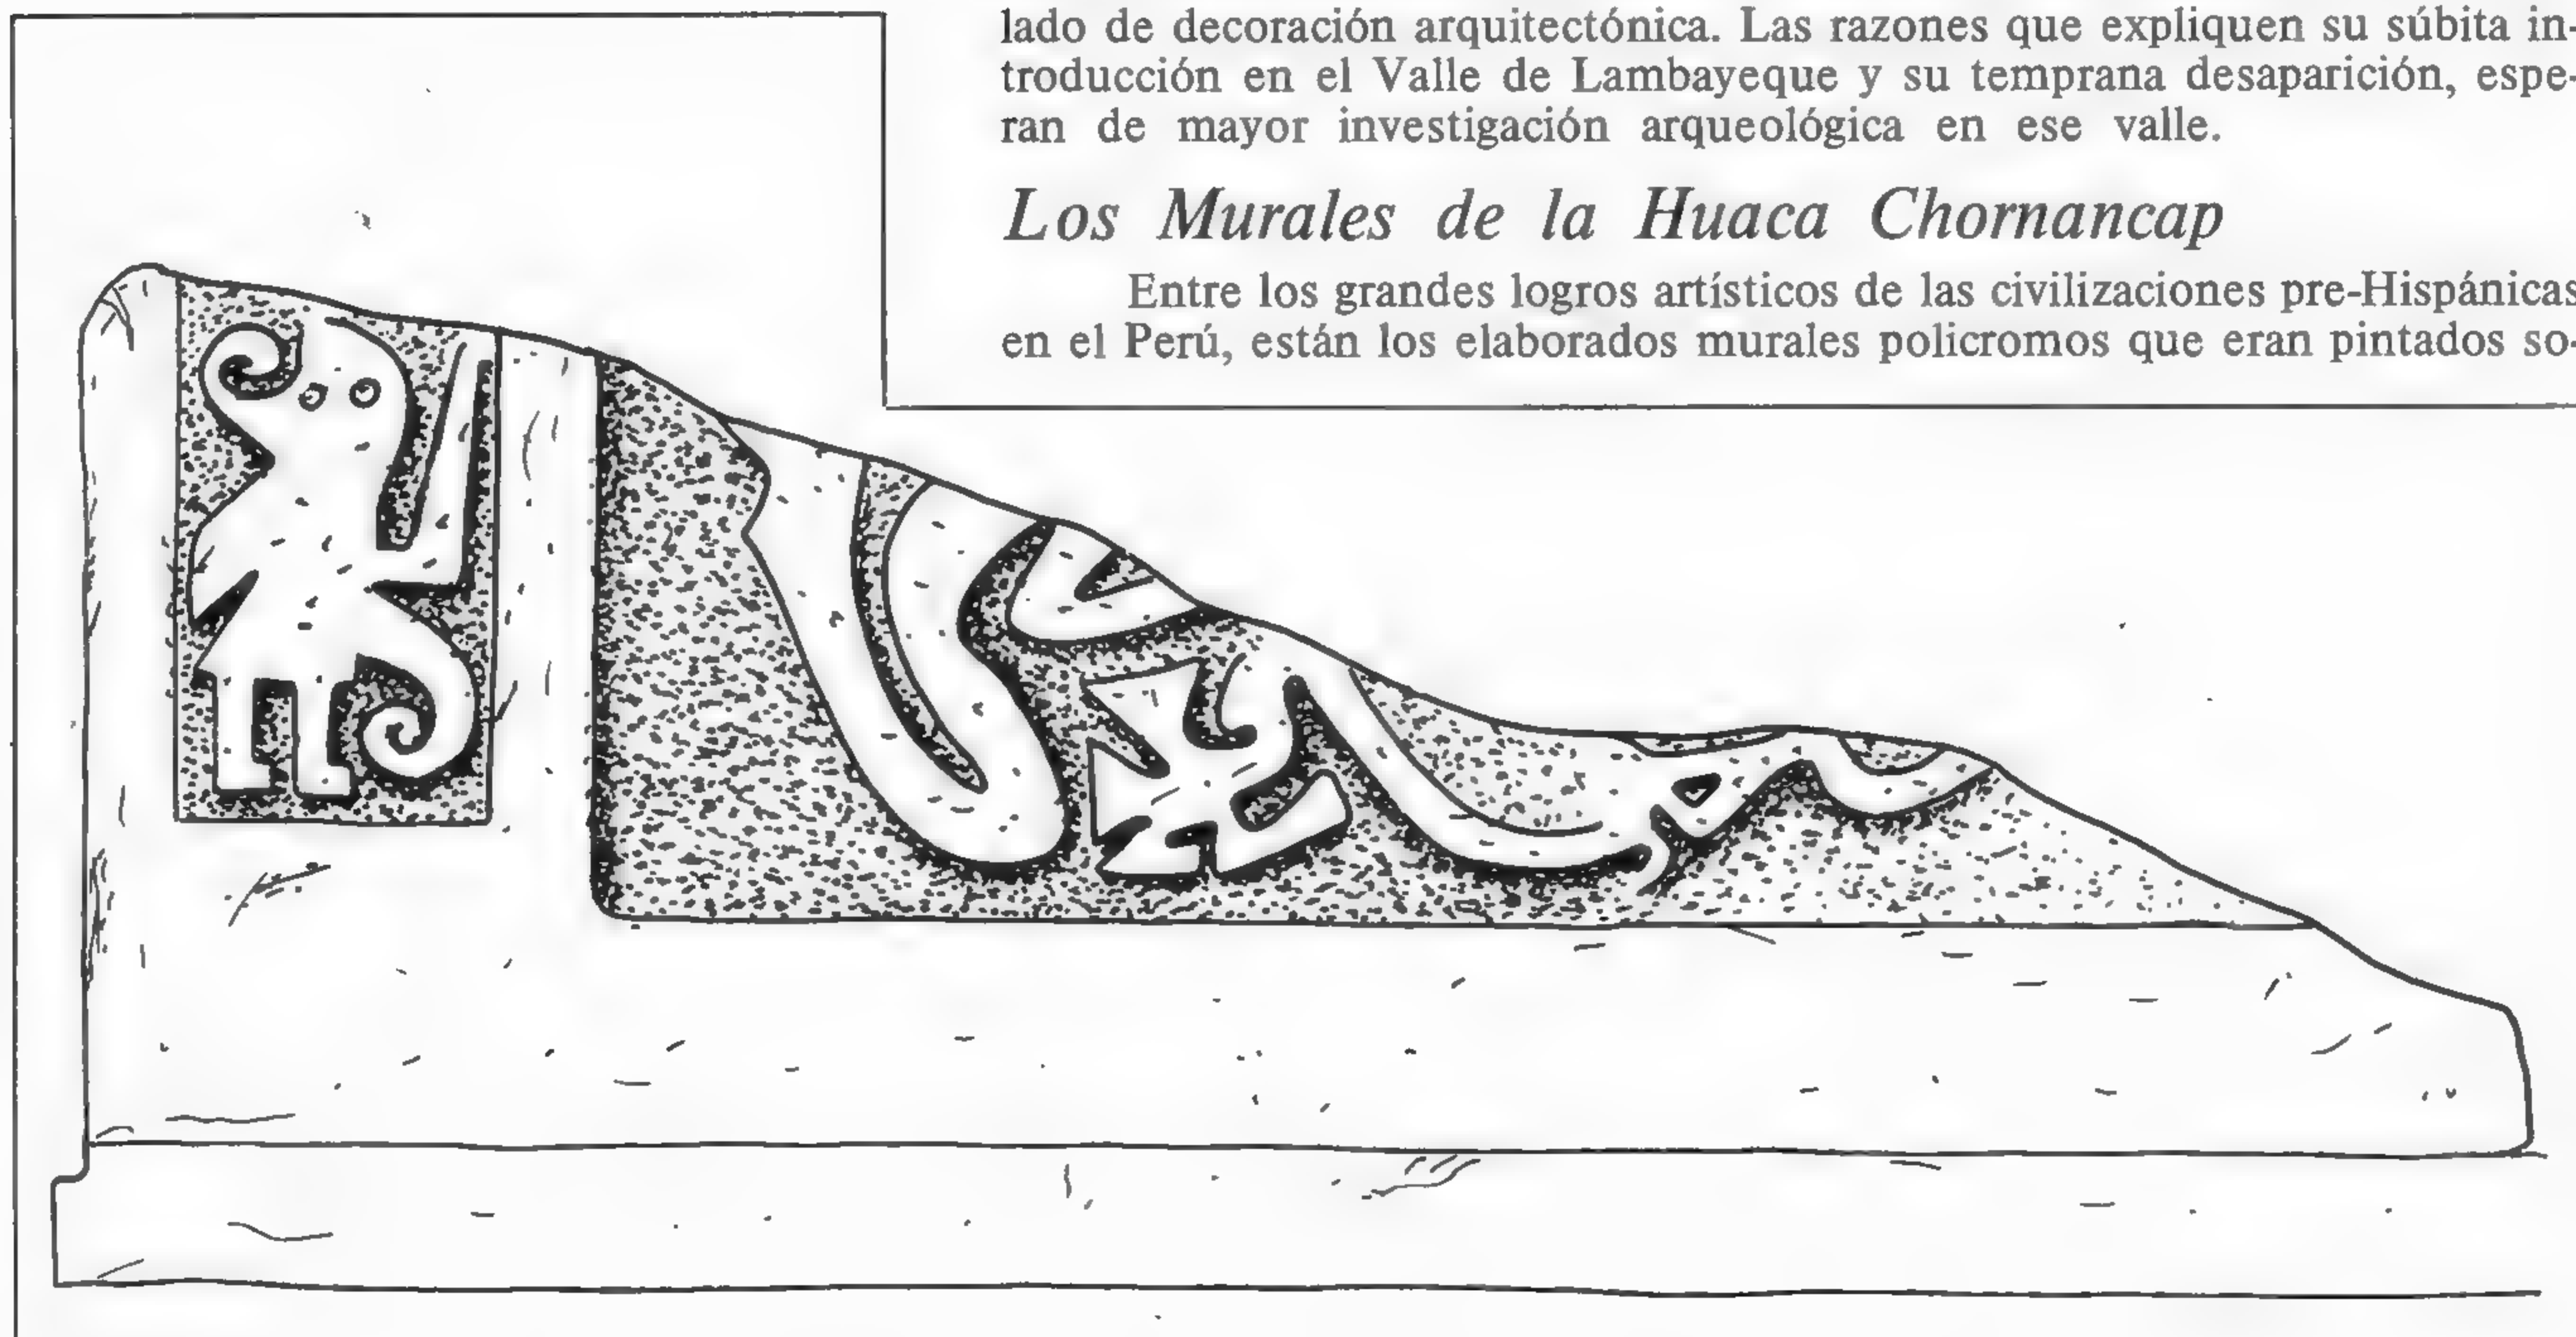 lado de decoración arquitectónica. Las razones que expliquen su súbita in-
troducción en el Valle de Lambayeque y su temprana desaparición, espe-
ran de mayor investigación arqueológica en ese valle.
Los Murales de la Huaca Chornancap
Entre los grandes logros artísticos de las civilizaciones pre-Hispánicas
en el Perú, están los elaborados murales policromos que eran pintados so-